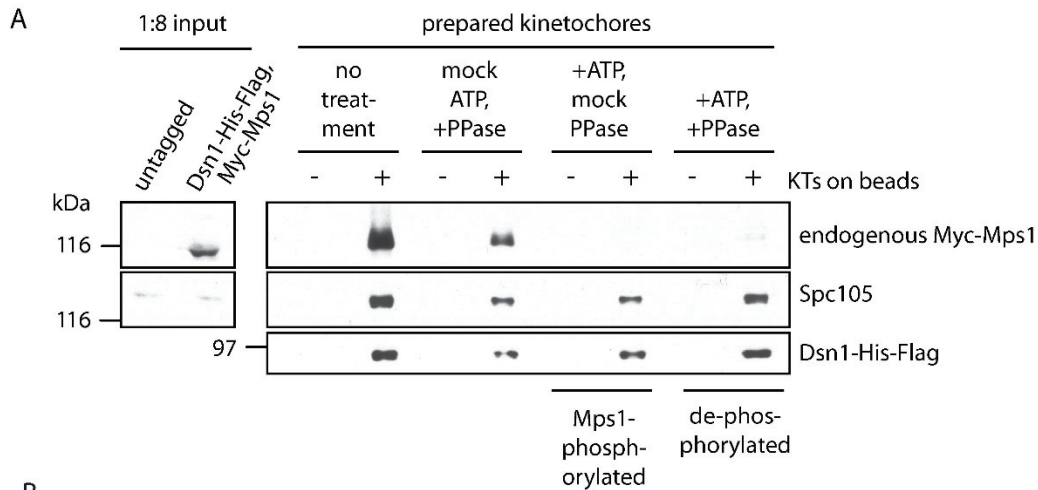 A
1:8 input
prepared kinetochores
untagged
Dsn1-His-Flag,
Myc-Mps1
no
treat-
ment
mock
ATP,
+PPase
+ATP,
mock
PPase
+ATP,
+PPase
- + - + - + - + KTs on beads
kDa
116
endogenous Myc-Mps1
Spc105
116
97
Dsn1-His-Flag
Mps1-
phosph-
orylated
de-phos-
phorylated
B